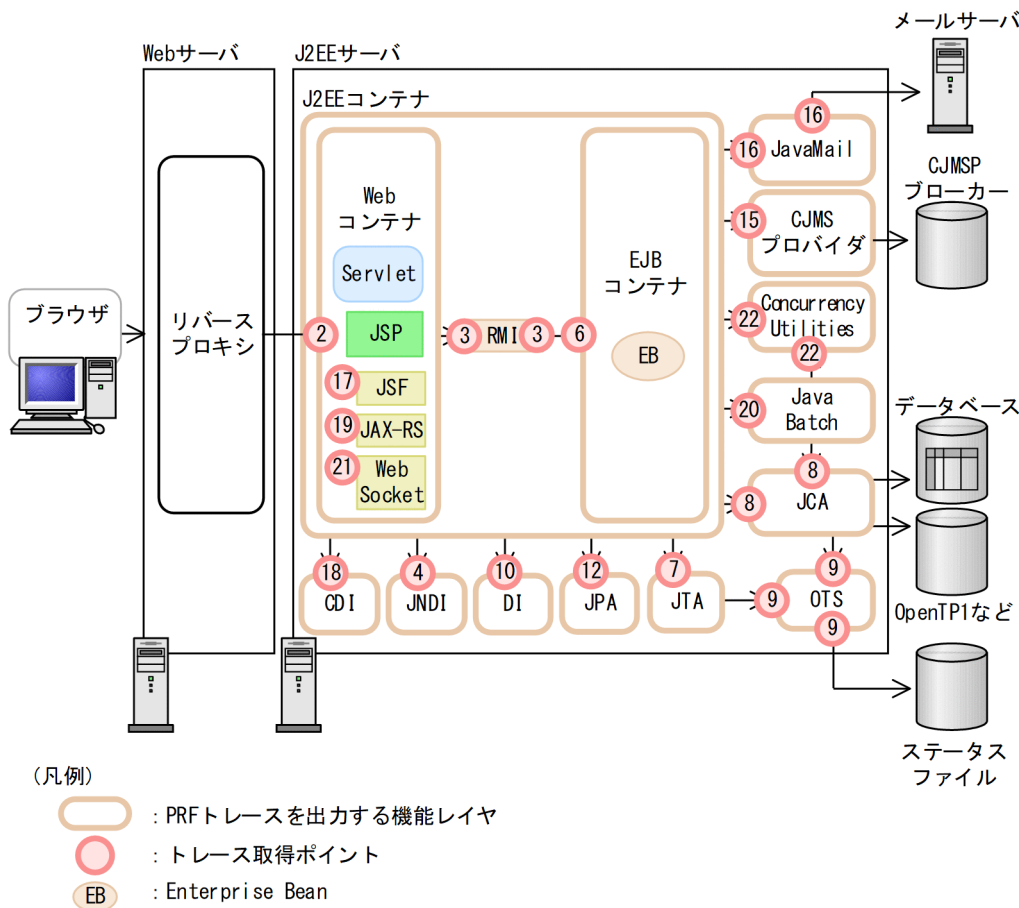 メールサーバ
Webサーバ
J2EEサーバ
J2EEコンテナ
16
16
JavaMail
CJMSP
ブローカー
Web
コンテナ
15
CJMS
プロバイダ
Servlet
EJB
コンテナ
ブラウザ
リバース
プロキシ
2
JSP
3
RMI
3
6
EB
22
Concurrency
Utilities
22
17
JSF
19
JAX-RS
21
Web
Socket
20
Java
Batch
データベース
8
8
JCA
18
CDI
4
JNDI
10
DI
12
JPA
7
JTA
9
9
OTS
9
OpenTP1など
ステータス
ファイル
(凡例)
: PRFトレースを出力する機能レイヤ
: トレース取得ポイント
EB
: Enterprise Bean